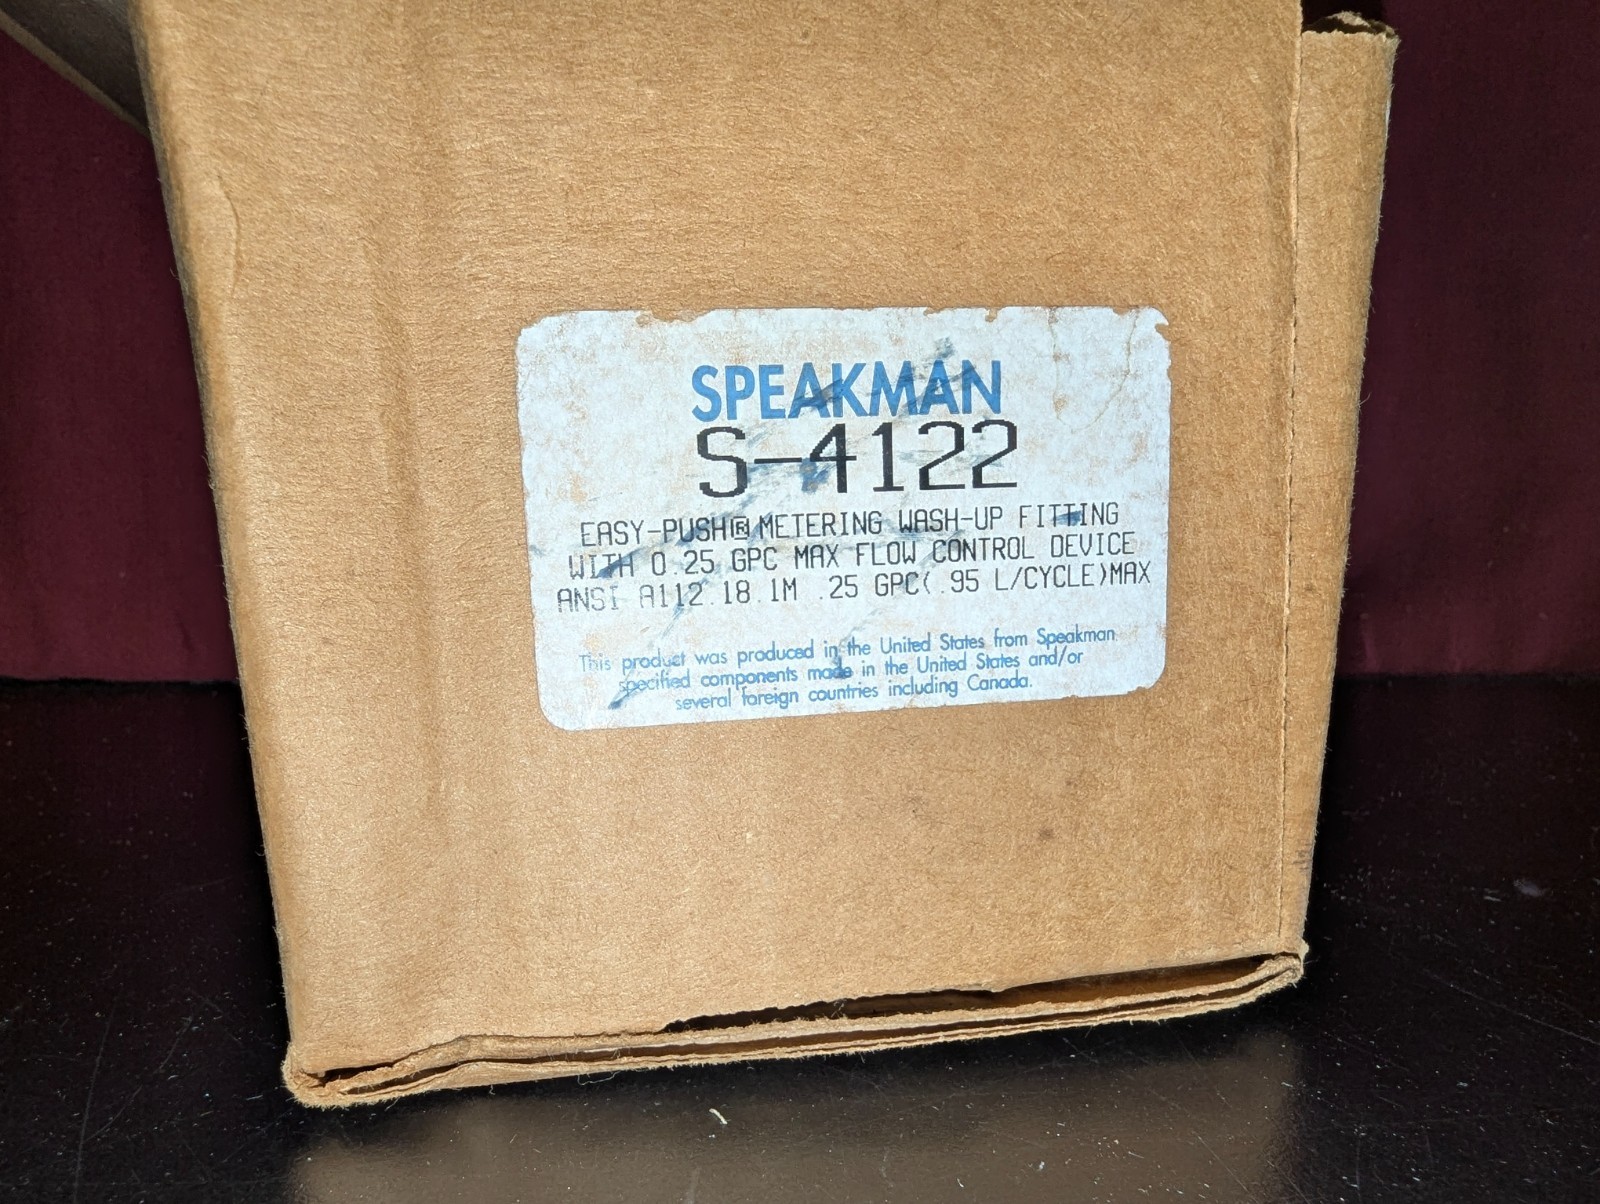 SPEAKMAN
S-4122
EASY-PUSH® METERING WASH-UP FITTING
WITH 0.25 GPC MAX FLOW CONTROL DEVICE
ANSI A112.18.1M .25 GPC(.95 L/CYCLE)MAX
This product was produced in the United States from Speakman
specified components made in the United States and/or
several foreign countries including Canada.